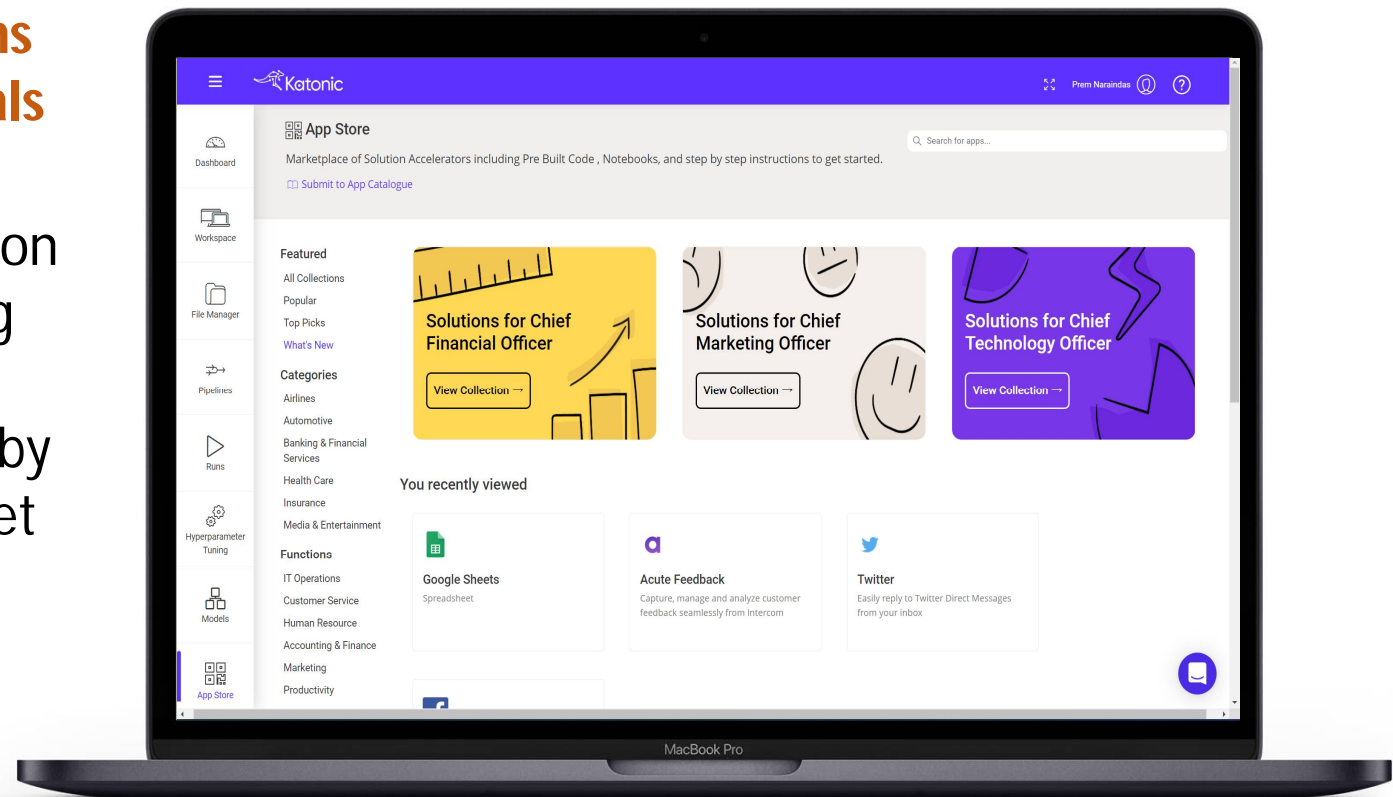 ns
als
on
g
by
et
Katonic
Prem Naraindas
?
App Store
Marketplace of Solution Accelerators including Pre Built Code , Notebooks, and step by step instructions to get started.
Submit to App Catalogue
Search for apps...
Dashboard
Workspace
File Manager
Pipelines
Runs
Hyperparameter
Tuning
Models
App Store
Featured
All Collections
Popular
Top Picks
What's New
Categories
Airlines
Automotive
Banking & Financial
Services
Health Care
Insurance
Media & Entertainment
Functions
IT Operations
Customer Service
Human Resource
Accounting & Finance
Marketing
Productivity
Solutions for Chief
Financial Officer
View Collection →
Solutions for Chief
Marketing Officer
View Collection →
Solutions for Chief
Technology Officer
View Collection →
You recently viewed
Google Sheets
Spreadsheet
Acute Feedback
Capture, manage and analyze customer
feedback seamlessly from Intercom
Twitter
Easily reply to Twitter Direct Messages
from your inbox
MacBook Pro